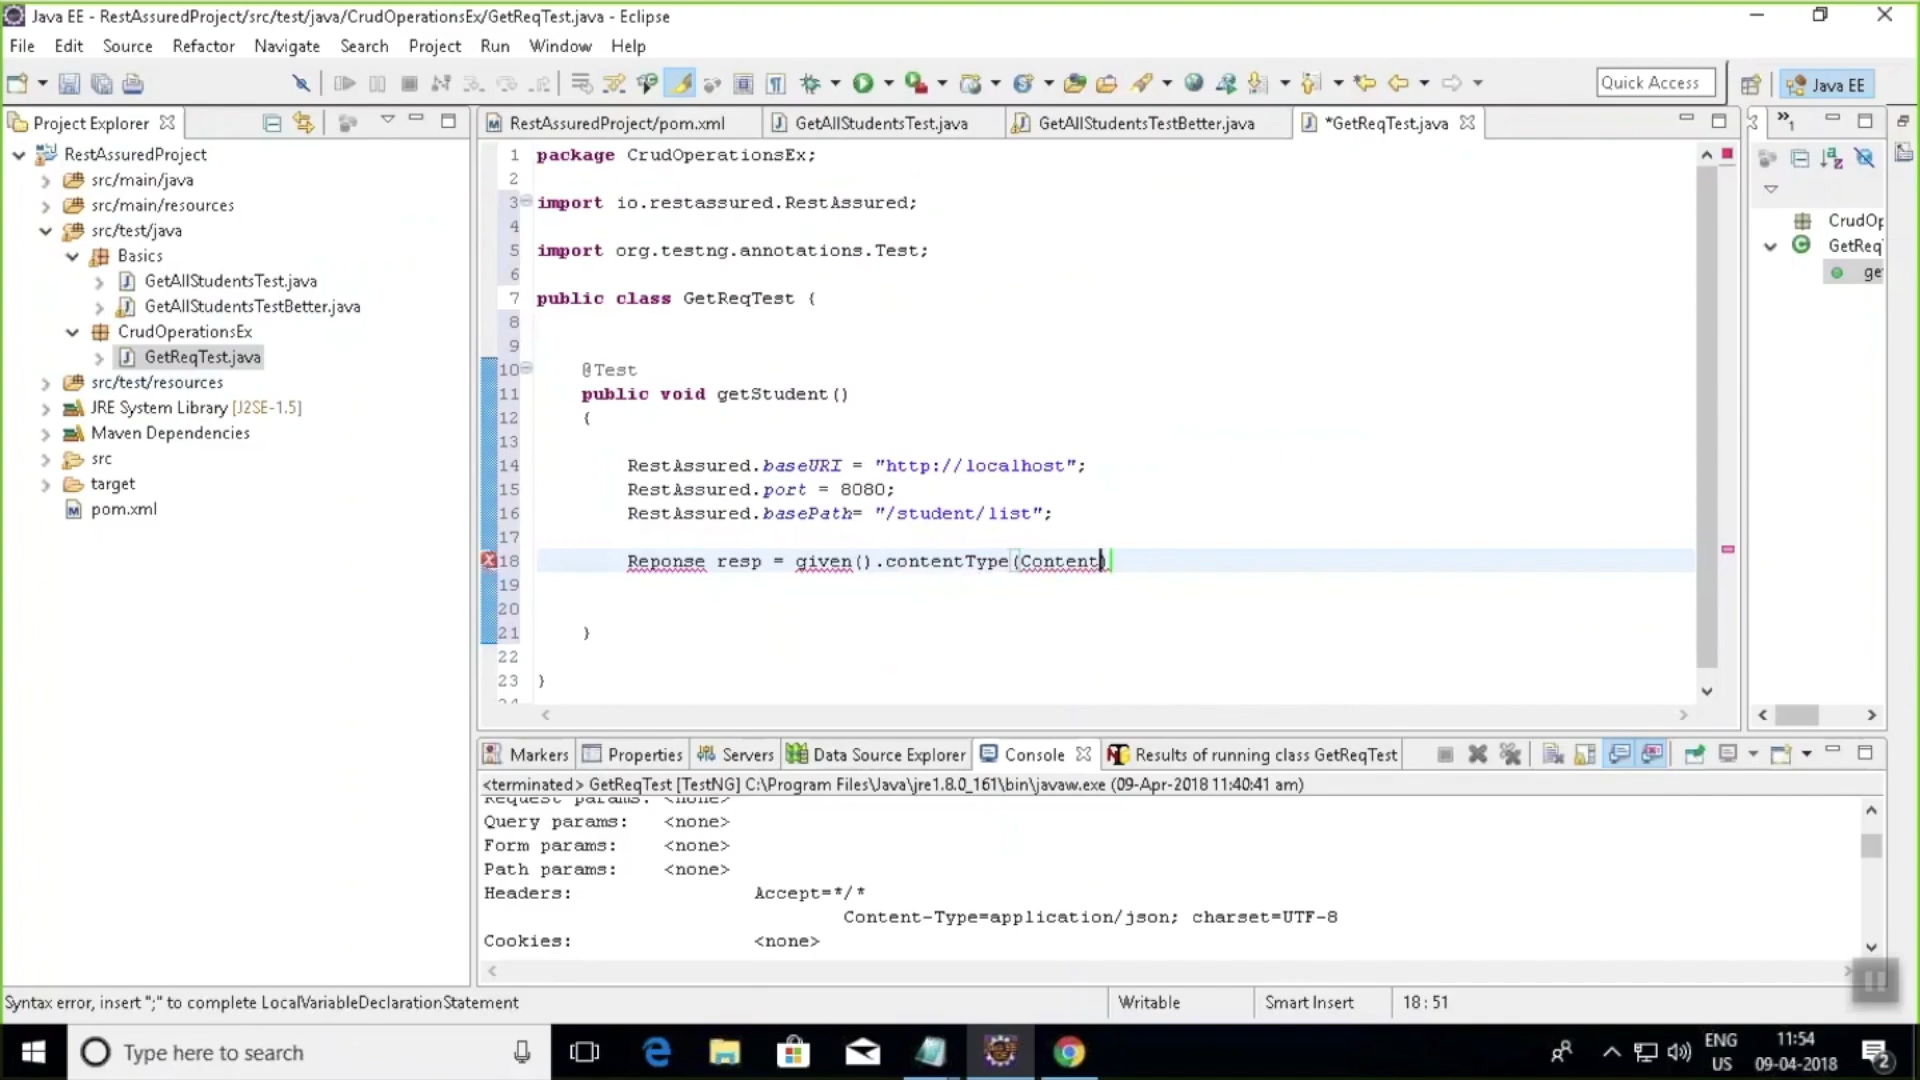 Java EE - RestAssuredProject/src/test/java/CrudOperationsEx/GetReqTest.java - Eclipse
File Edit Source Refactor Navigate Search Project Run Window Help
Quick Access
Java EE
Project Explorer
RestAssuredProject/pom.xml
GetAllStudentsTest.java
GetAllStudentsTestBetter.java
*GetReqTest.java
RestAssuredProject
src/main/java
src/main/resources
src/test/java
Basics
GetAllStudentsTest.java
GetAllStudentsTestBetter.java
CrudOperationsEx
GetReqTest.java
src/test/resources
JRE System Library [J2SE-1.5]
Maven Dependencies
src
target
pom.xml
1 package CrudOperationsEx;
2
3 import io.restassured.RestAssured;
4
5 import org.testng.annotations.Test;
6
7 public class GetReqTest {
8
9
10 @Test
11 public void getStudent()
12 {
13
14 RestAssured.baseURI = "http://localhost";
15 RestAssured.port = 8080;
16 RestAssured.basePath= "/student/list";
17
18 Reponse resp = given().contentType(Content)
19
20
21 }
22
23 }
CrudOp
GetReq
ge
Markers Properties Servers Data Source Explorer Console Results of running class GetReqTest
<terminated> GetReqTest [TestNG] C:\Program Files\Java\jre1.8.0_161\bin\javaw.exe (09-Apr-2018 11:40:41 am)
Request params: <none>
Query params: <none>
Form params: <none>
Path params: <none>
Headers: Accept=*/*
Content-Type=application/json; charset=UTF-8
Cookies: <none>
Syntax error, insert ";" to complete LocalVariableDeclarationStatement
Writable
Smart Insert
18 : 51
Type here to search
ENG
US
11:54
09-04-2018
2